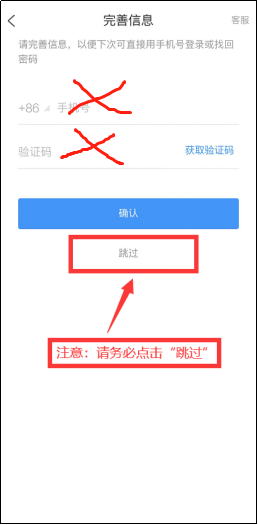 完善信息
客服
请完善信息，以便下次可直接用手机号登录或找回
密码
+86 手机号
验证码
获取验证码
确认
跳过
注意：请务必点击“跳过”